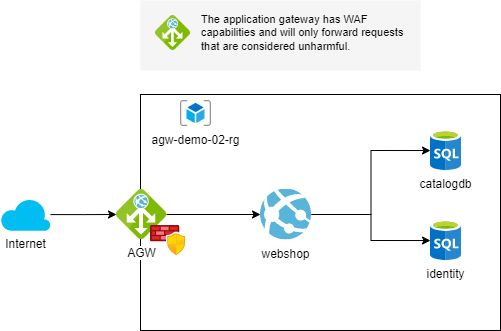 The application gateway has WAF
capabilities and will only forward requests
that are considered unharmful.
agw-demo-02-rg
SQL
catalogdb
Internet
AGW
webshop
SQL
identity